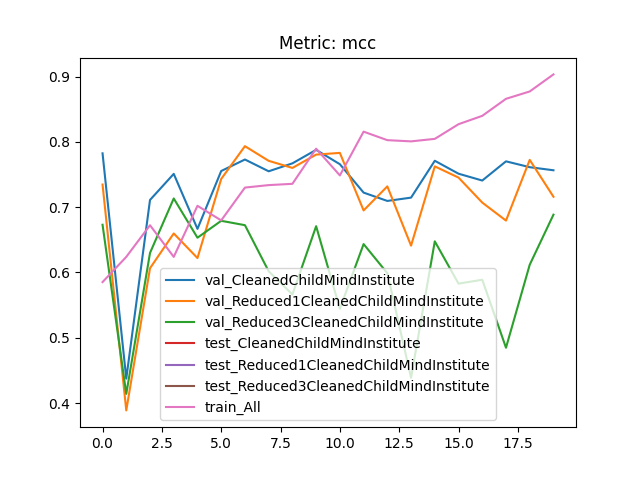 Metric: mcc
0.9
0.8
0.7
0.6
0.5
0.4
val_CleanedChildMindInstitute
val_Reduced1CleanedChildMindInstitute
val_Reduced3CleanedChildMindInstitute
test_CleanedChildMindInstitute
test_Reduced1CleanedChildMindInstitute
test_Reduced3CleanedChildMindInstitute
train_All
0.0 2.5 5.0 7.5 10.0 12.5 15.0 17.5